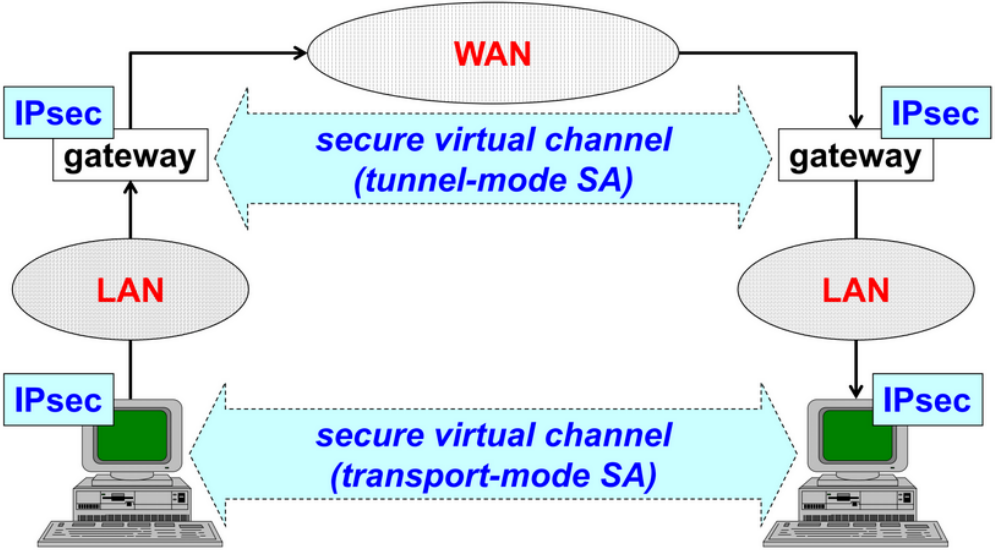 WAN
IPsec
gateway
secure virtual channel
(tunnel-mode SA)
IPsec
gateway
LAN
LAN
IPsec
secure virtual channel
(transport-mode SA)
IPsec